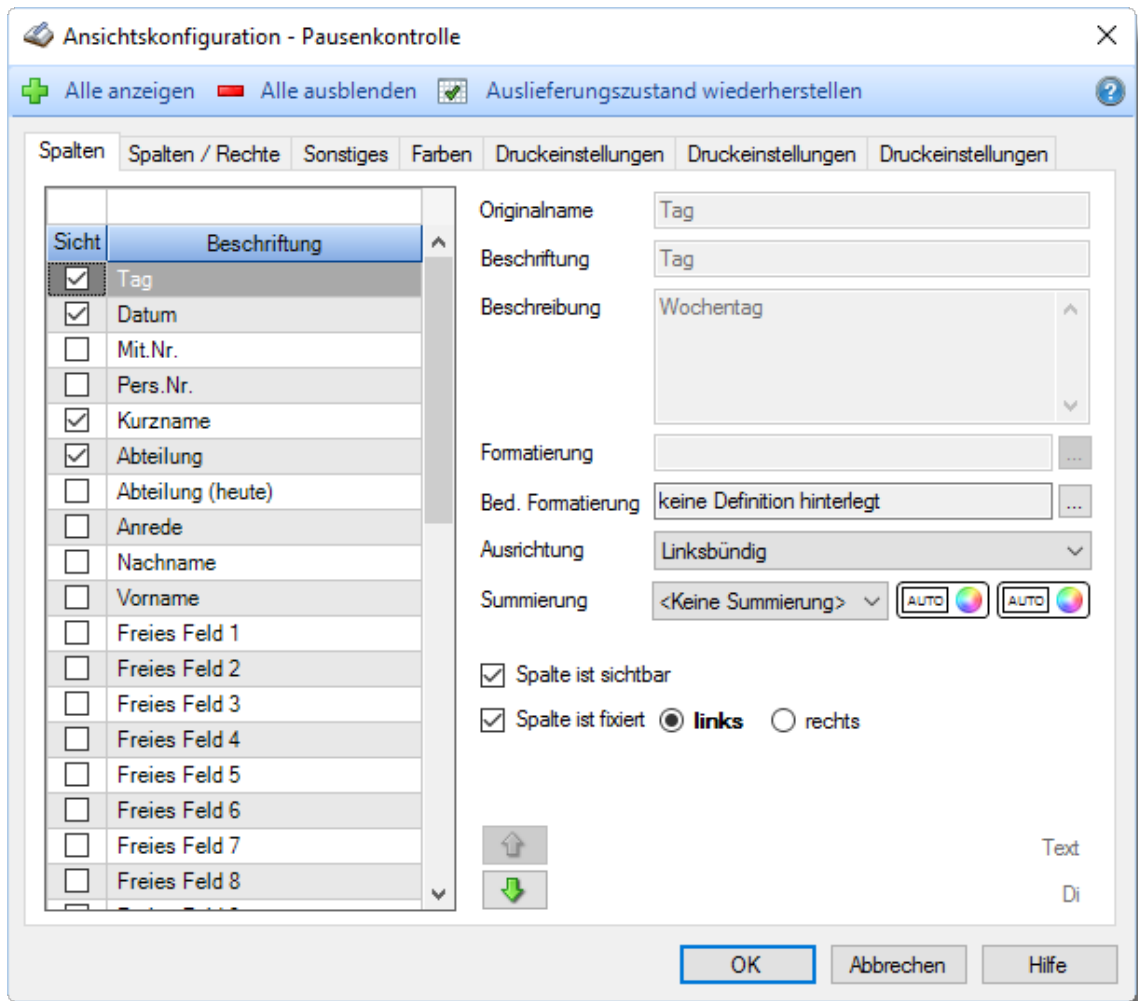 Ansichtskonfiguration - Pausenkontrolle
Alle anzeigen Alle ausblenden Auslieferungszustand wiederherstellen
Spalten Spalten / Rechte Sonstiges Farben Druckeinstellungen Druckeinstellungen Druckeinstellungen
Sicht Beschriftung
Tag
Datum
Mit.Nr.
Pers.Nr.
Kurzname
Abteilung
Abteilung (heute)
Anrede
Nachname
Vorname
Freies Feld 1
Freies Feld 2
Freies Feld 3
Freies Feld 4
Freies Feld 5
Freies Feld 6
Freies Feld 7
Freies Feld 8
Originalname Tag
Beschriftung Tag
Beschreibung Wochentag
Formatierung ...
Bed. Formatierung keine Definition hinterlegt ...
Ausrichtung Linksbündig
Summierung <Keine Summierung> AUTO AUTO
Spalte ist sichtbar
Spalte ist fixiert links rechts
Text
Di
OK Abbrechen Hilfe